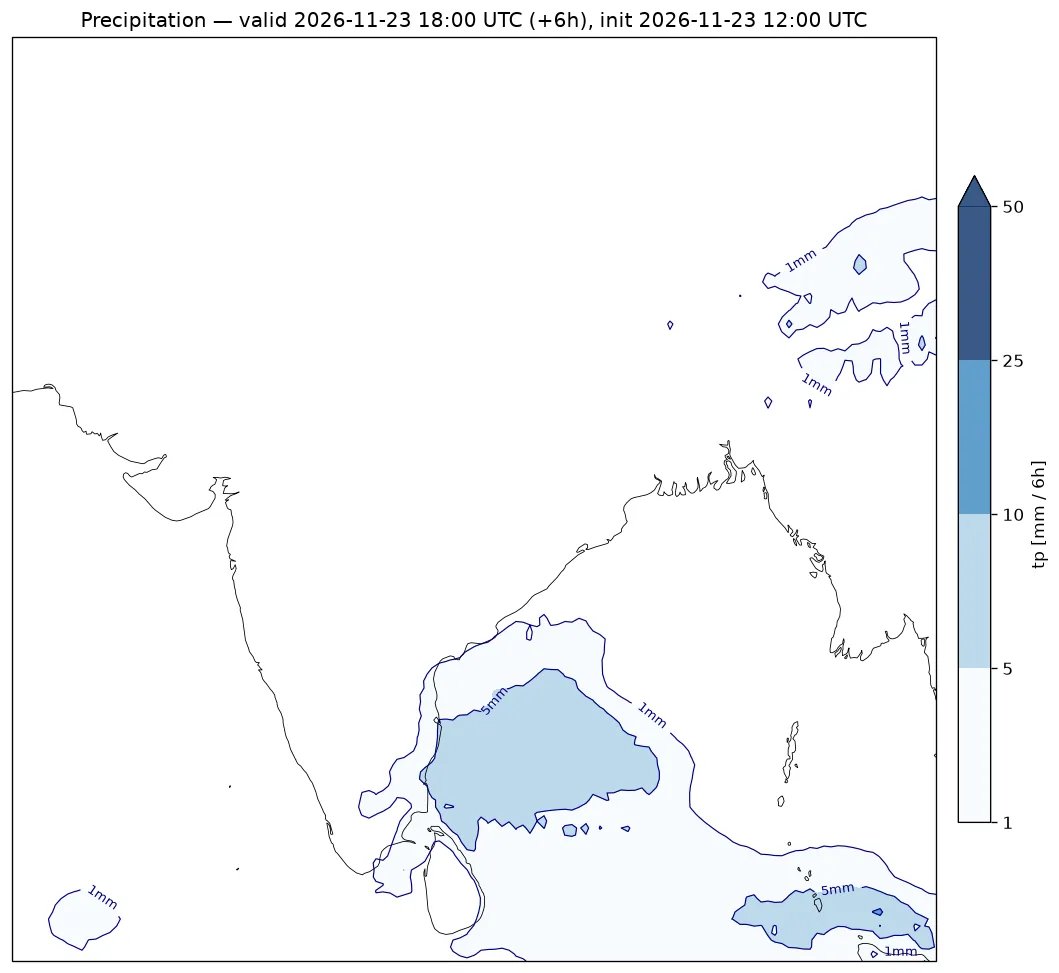 Precipitation — valid 2026-11-23 18:00 UTC (+6h), init 2026-11-23 12:00 UTC
1mm
1mm
1mm
5mm
1mm
1mm
5mm
1mm
50
25
10
5
1
tp [mm / 6h]